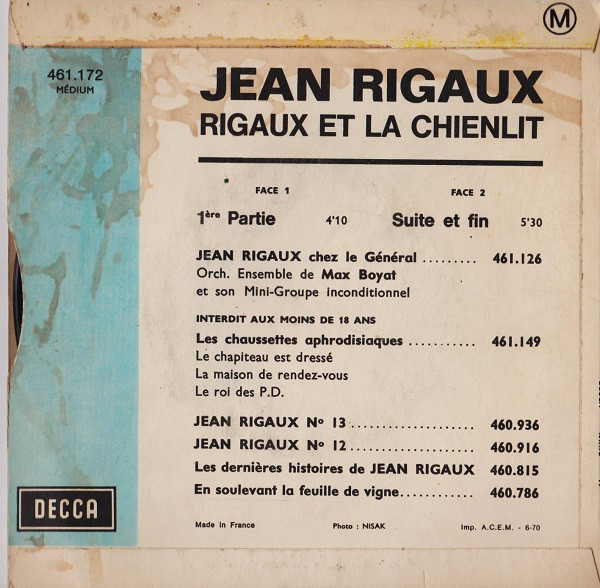 M
461.172
MÉDIUM
JEAN RIGAUX
RIGAUX ET LA CHIENLIT
FACE 1 FACE 2
1ère Partie 4'10 Suite et fin 5'30
JEAN RIGAUX chez le Général ......... 461.126
Orch. Ensemble de Max Boyat
et son Mini-Groupe inconditionnel
INTERDIT AUX MOINS DE 18 ANS
Les chaussettes aphrodisiaques ........... 461.149
Le chapiteau est dressé
La maison de rendez-vous
Le roi des P.D.
JEAN RIGAUX No 13 ..................... 460.936
JEAN RIGAUX No 12 ..................... 460.916
Les dernières histoires de JEAN RIGAUX 460.815
En soulevant la feuille de vigne............ 460.786
DECCA
Made in France Photo : NISAK Imp. A.C.E.M. - 6-70